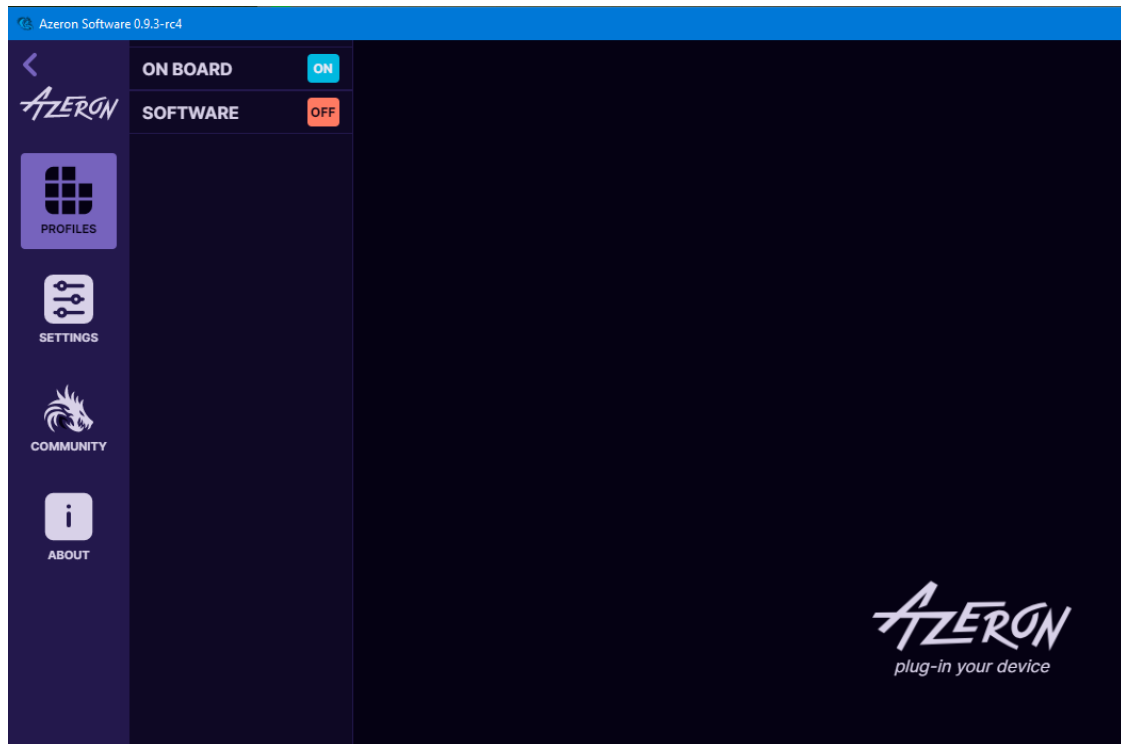 Azeron Software 0.9.3-rc4
AZERON
PROFILES
SETTINGS
COMMUNITY
i
ABOUT
ON BOARD ON
SOFTWARE OFF
AZERON
plug-in your device